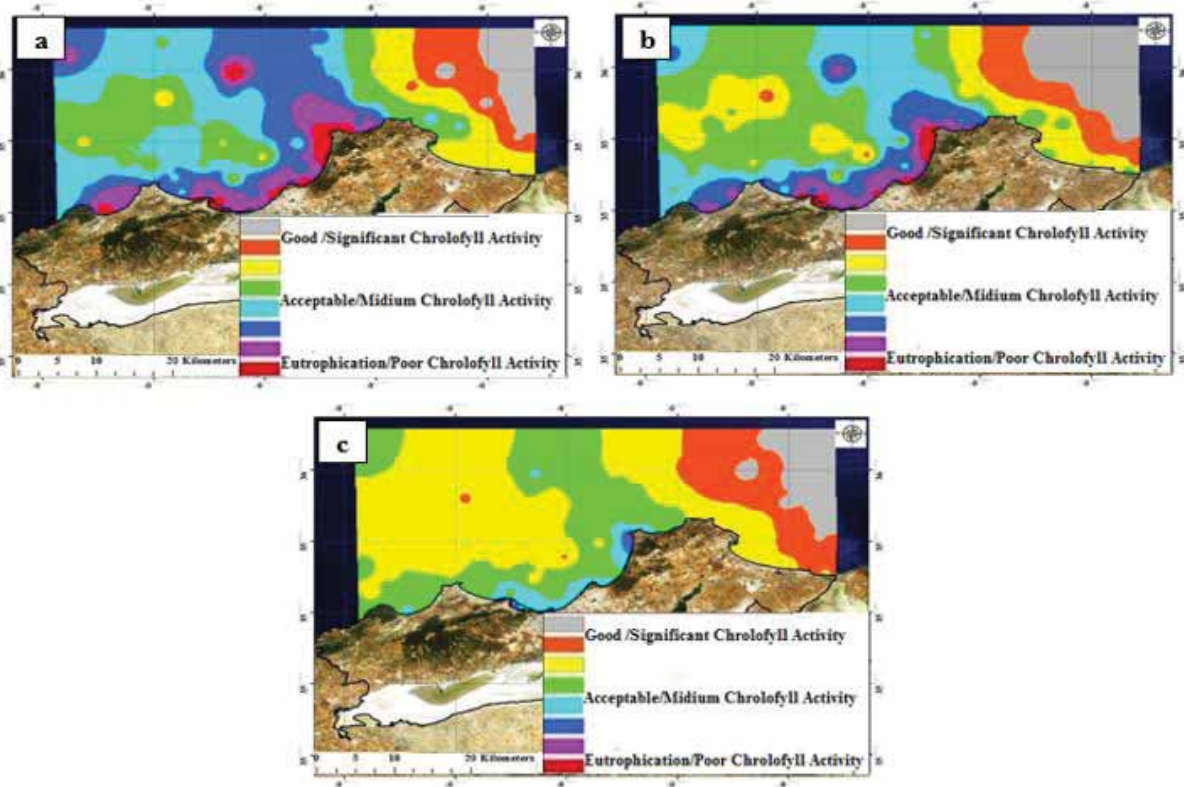 a
Good /Significant Chrolofyll Activity
Acceptable/Midium Chrolofyll Activity
Eutrophication/Poor Chrolofyll Activity
0 5 10 20 Kilometers
b
Good /Significant Chrolofyll Activity
Acceptable/Midium Chrolofyll Activity
Eutrophication/Poor Chrolofyll Activity
0 5 10 20 Kilometers
c
Good /Significant Chrolofyll Activity
Acceptable/Midium Chrolofyll Activity
Eutrophication/Poor Chrolofyll Activity
0 5 10 20 Kilometers